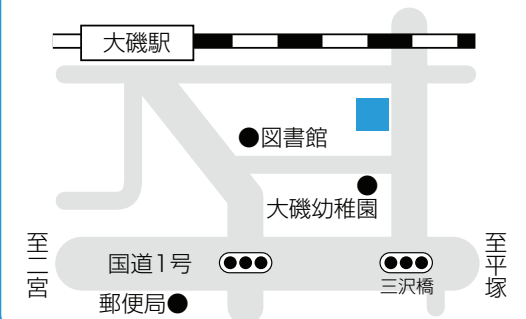 大磯駅
●図書館
大磯幼稚園
至二宮
国道1号
至平塚
三沢橋
郵便局●